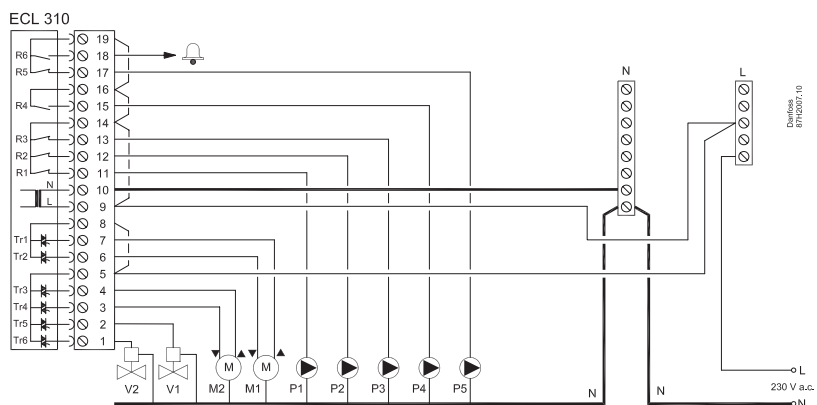 ECL 310
19
R6 18
R5 17
16
R4 15
14
R3 13
R2 12
R1 11
N 10
L 9
8
Tr1 7
Tr2 6
5
Tr3 4
Tr4 3
Tr5 2
Tr6 1
N
L
Danfoss
87H2007.10
M M
V2 V1 M2 M1 P1 P2 P3 P4 P5
N N
L
230 V a.c.
N